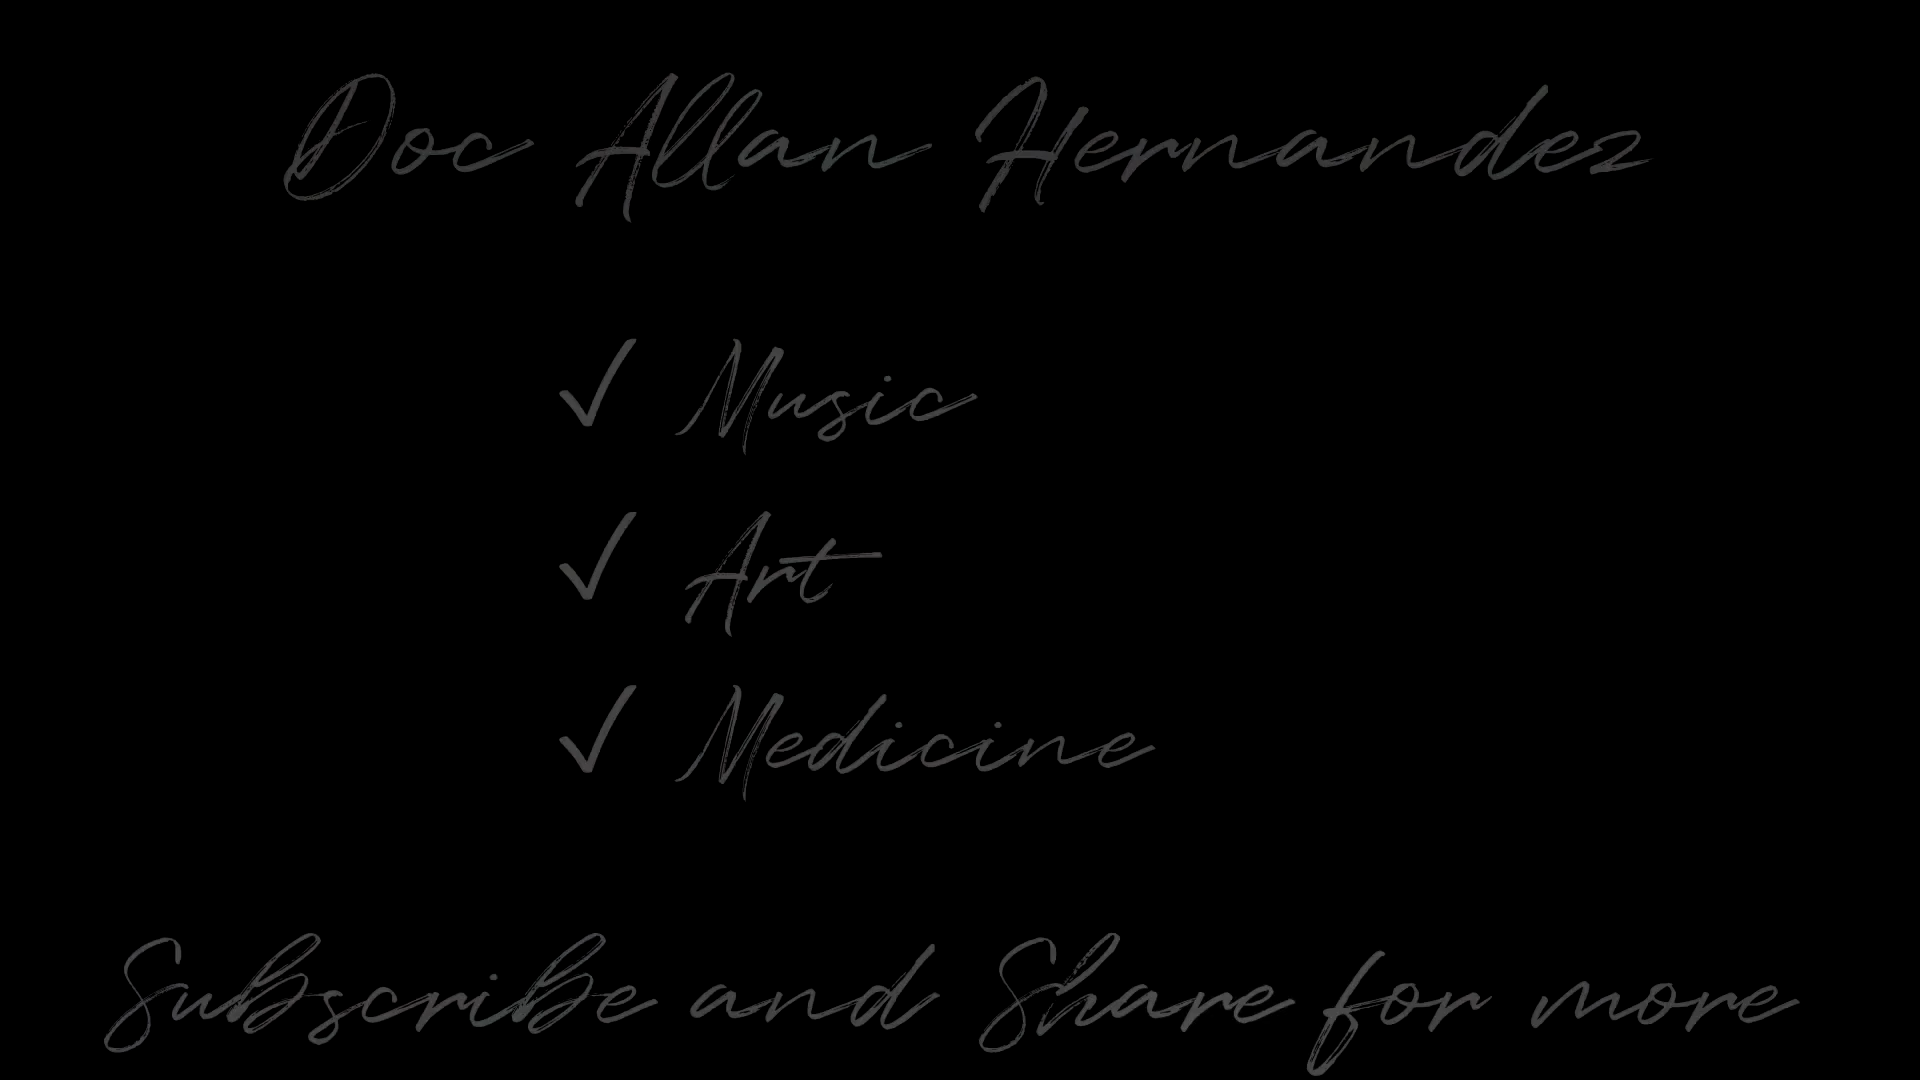 Doc Allan Hernandez
✓ Music
✓ Art
✓ Medicine
Subscribe and Share for more